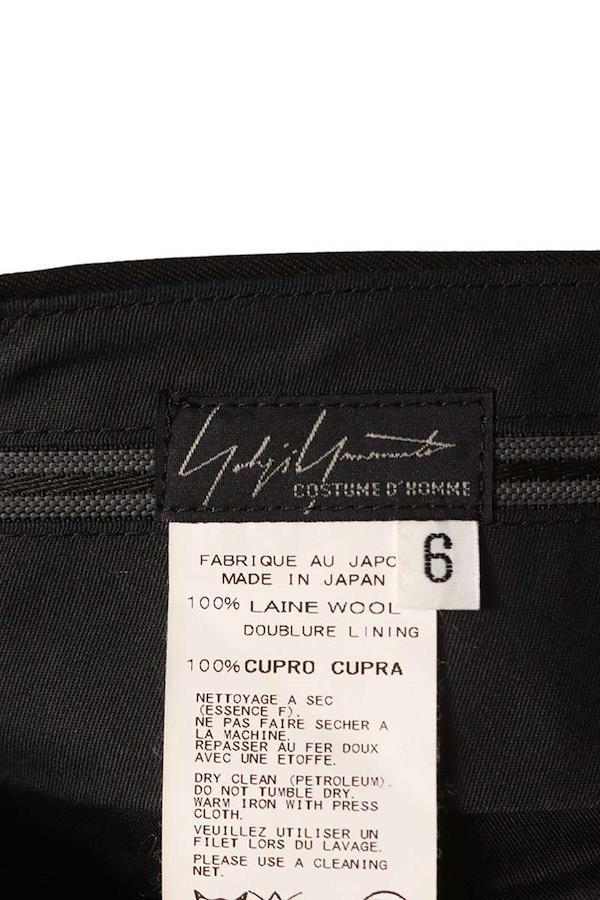 Yohji Yamamoto
COSTUME D'HOMME
6
FABRIQUE AU JAPO
MADE IN JAPAN
100% LAINE WOOL
DOUBLURE LINING
100% CUPRO CUPRA
NETTOYAGE A SEC
(ESSENCE F).
NE PAS FAIRE SECHER A
LA MACHINE.
REPASSER AU FER DOUX
AVEC UNE ETOFFE.
DRY CLEAN (PETROLEUM).
DO NOT TUMBLE DRY.
WARM IRON WITH PRESS
CLOTH.
VEUILLEZ UTILISER UN
FILET LORS DU LAVAGE.
PLEASE USE A CLEANING
NET.